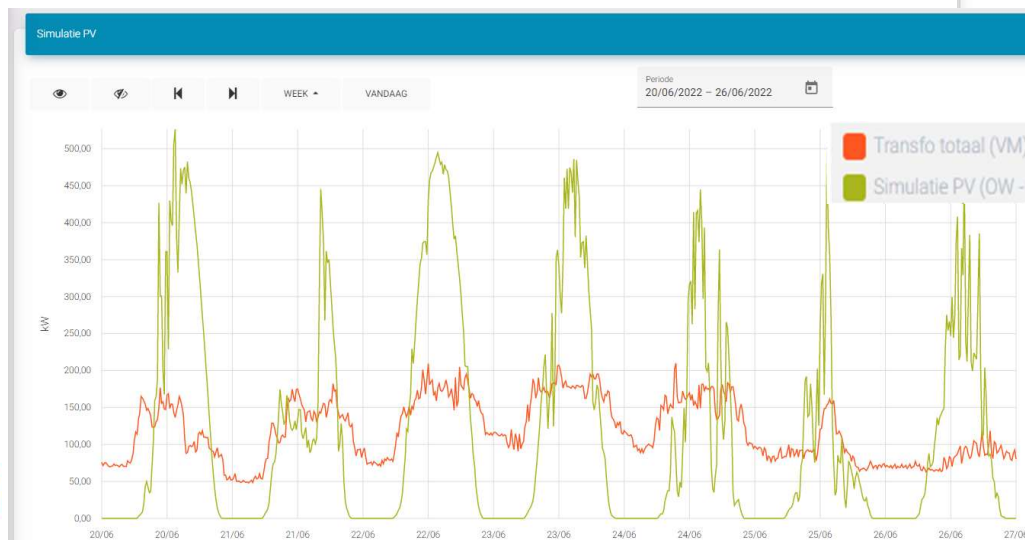 Simulatie PV
WEEK
VANDAAG
Periode
20/06/2022 – 26/06/2022
Transfo totaal (VM)
Simulatie PV (OW -
kW
500,00
450,00
400,00
350,00
300,00
250,00
200,00
150,00
100,00
50,00
0,00
20/06 20/06 21/06 21/06 22/06 22/06 23/06 23/06 24/06 24/06 25/06 25/06 26/06 26/06 27/06